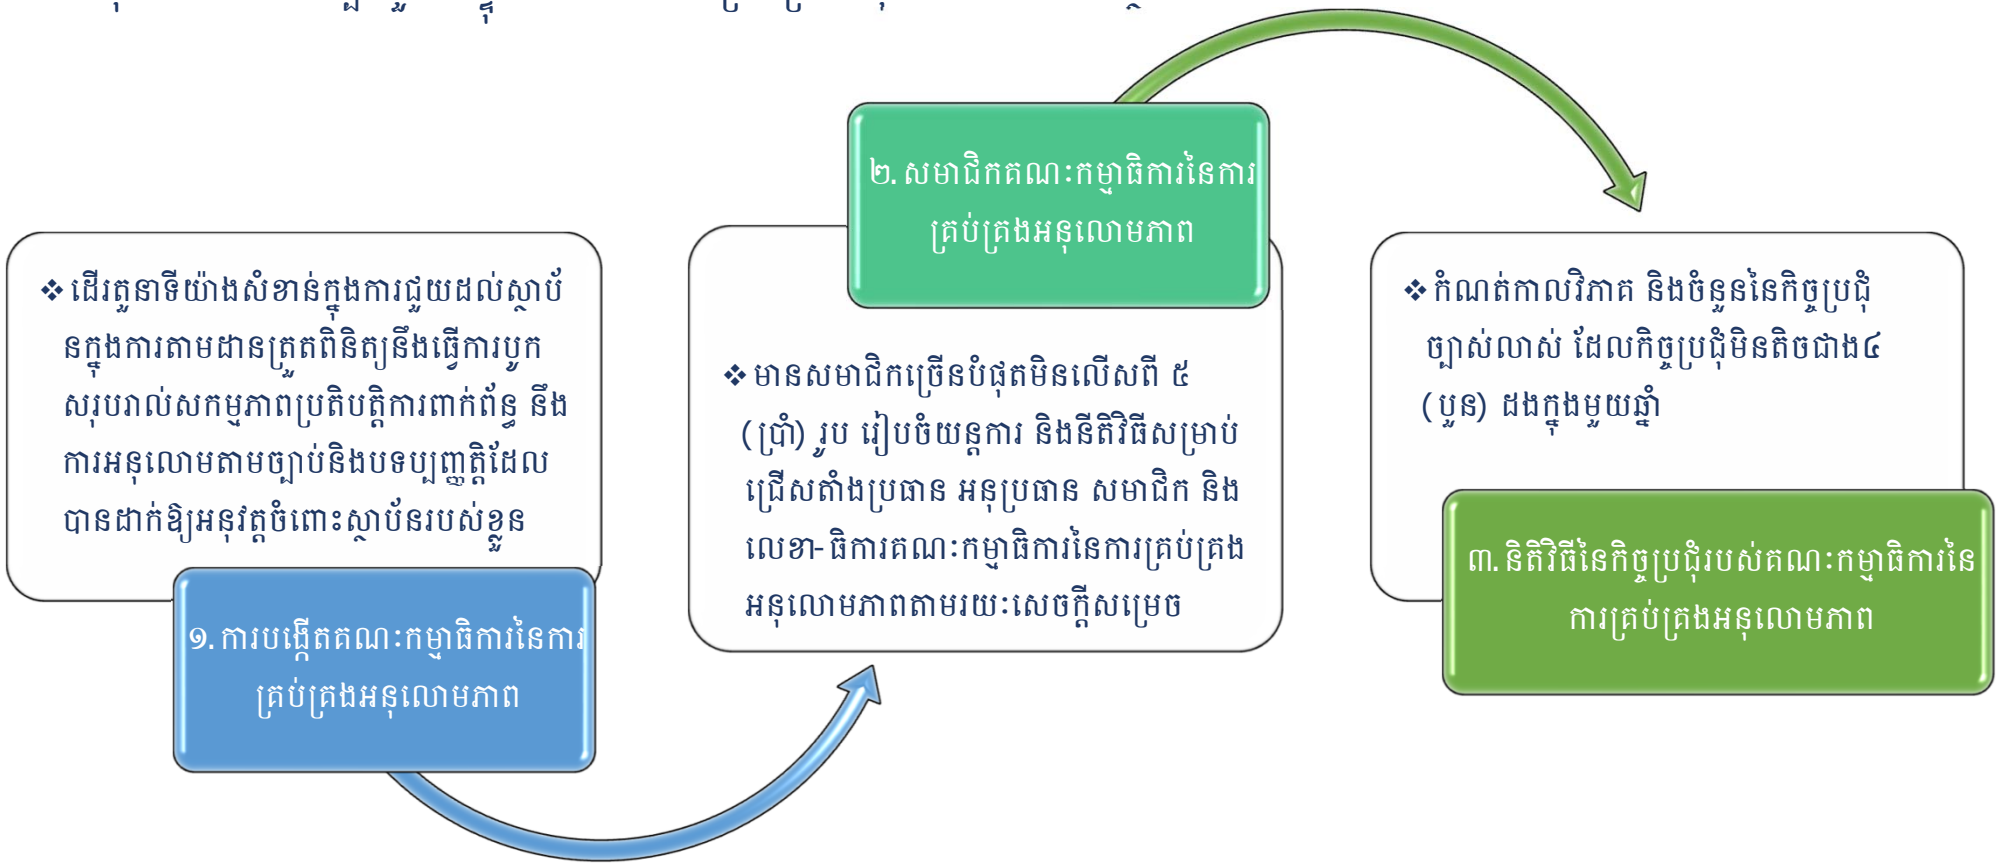 ❖ ដើរតួនាទីយ៉ាងសំខាន់ក្នុងការជួយដល់ស្ថាប័
នក្នុងការតាមដានត្រួតពិនិត្យនឹងធ្វើការបូក
សរុបរាល់សកម្មភាពប្រតិបត្តិការពាក់ព័ន្ធ នឹង
ការអនុលោមតាមច្បាប់និងបទប្បញ្ញត្តិដែល
បានដាក់ឱ្យអនុវត្តចំពោះស្ថាប័នរបស់ខ្លួន
១. ការបង្កើតគណៈកម្មាធិការនៃការ
គ្រប់គ្រងអនុលោមភាព
២. សមាជិកគណៈកម្មាធិការនៃការ
គ្រប់គ្រងអនុលោមភាព
❖ មានសមាជិកច្រើនបំផុតមិនលើសពី ៥
(ប្រាំ) រូប រៀបចំយន្តការ និងនីតិវិធីសម្រាប់
ជ្រើសតាំងប្រធាន អនុប្រធាន សមាជិក និង
លេខា-ធិការគណៈកម្មាធិការនៃការគ្រប់គ្រង
អនុលោមភាពតាមរយៈសេចក្តីសម្រេច
❖ កំណត់កាលវិភាគ និងចំនួននៃកិច្ចប្រជុំ
ច្បាស់លាស់ ដែលកិច្ចប្រជុំមិនតិចជាង៤
(បួន) ដងក្នុងមួយឆ្នាំ
៣. និតិវិធីនៃកិច្ចប្រជុំរបស់គណៈកម្មាធិការនៃ
ការគ្រប់គ្រងអនុលោមភាព